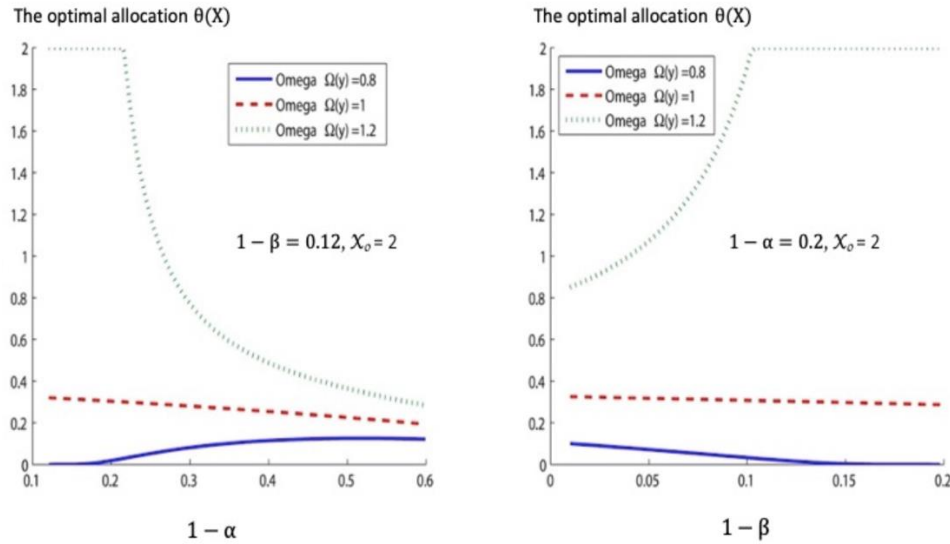 The optimal allocation θ(X)
2
1.8
1.6
1.4
1.2
1
0.8
0.6
0.4
0.2
0
0.1
0.2
0.3
0.4
0.5
0.6
Omega Ω(y) =0.8
Omega Ω(y) =1
Omega Ω(y) =1.2
1 − β = 0.12, X₀ = 2
1 − α
The optimal allocation θ(X)
2
1.8
1.6
1.4
1.2
1
0.8
0.6
0.4
0.2
0
0
0.05
0.1
0.15
0.2
Omega Ω(y) =0.8
Omega Ω(y) =1
Omega Ω(y) =1.2
1 − α = 0.2, X₀ = 2
1 − β